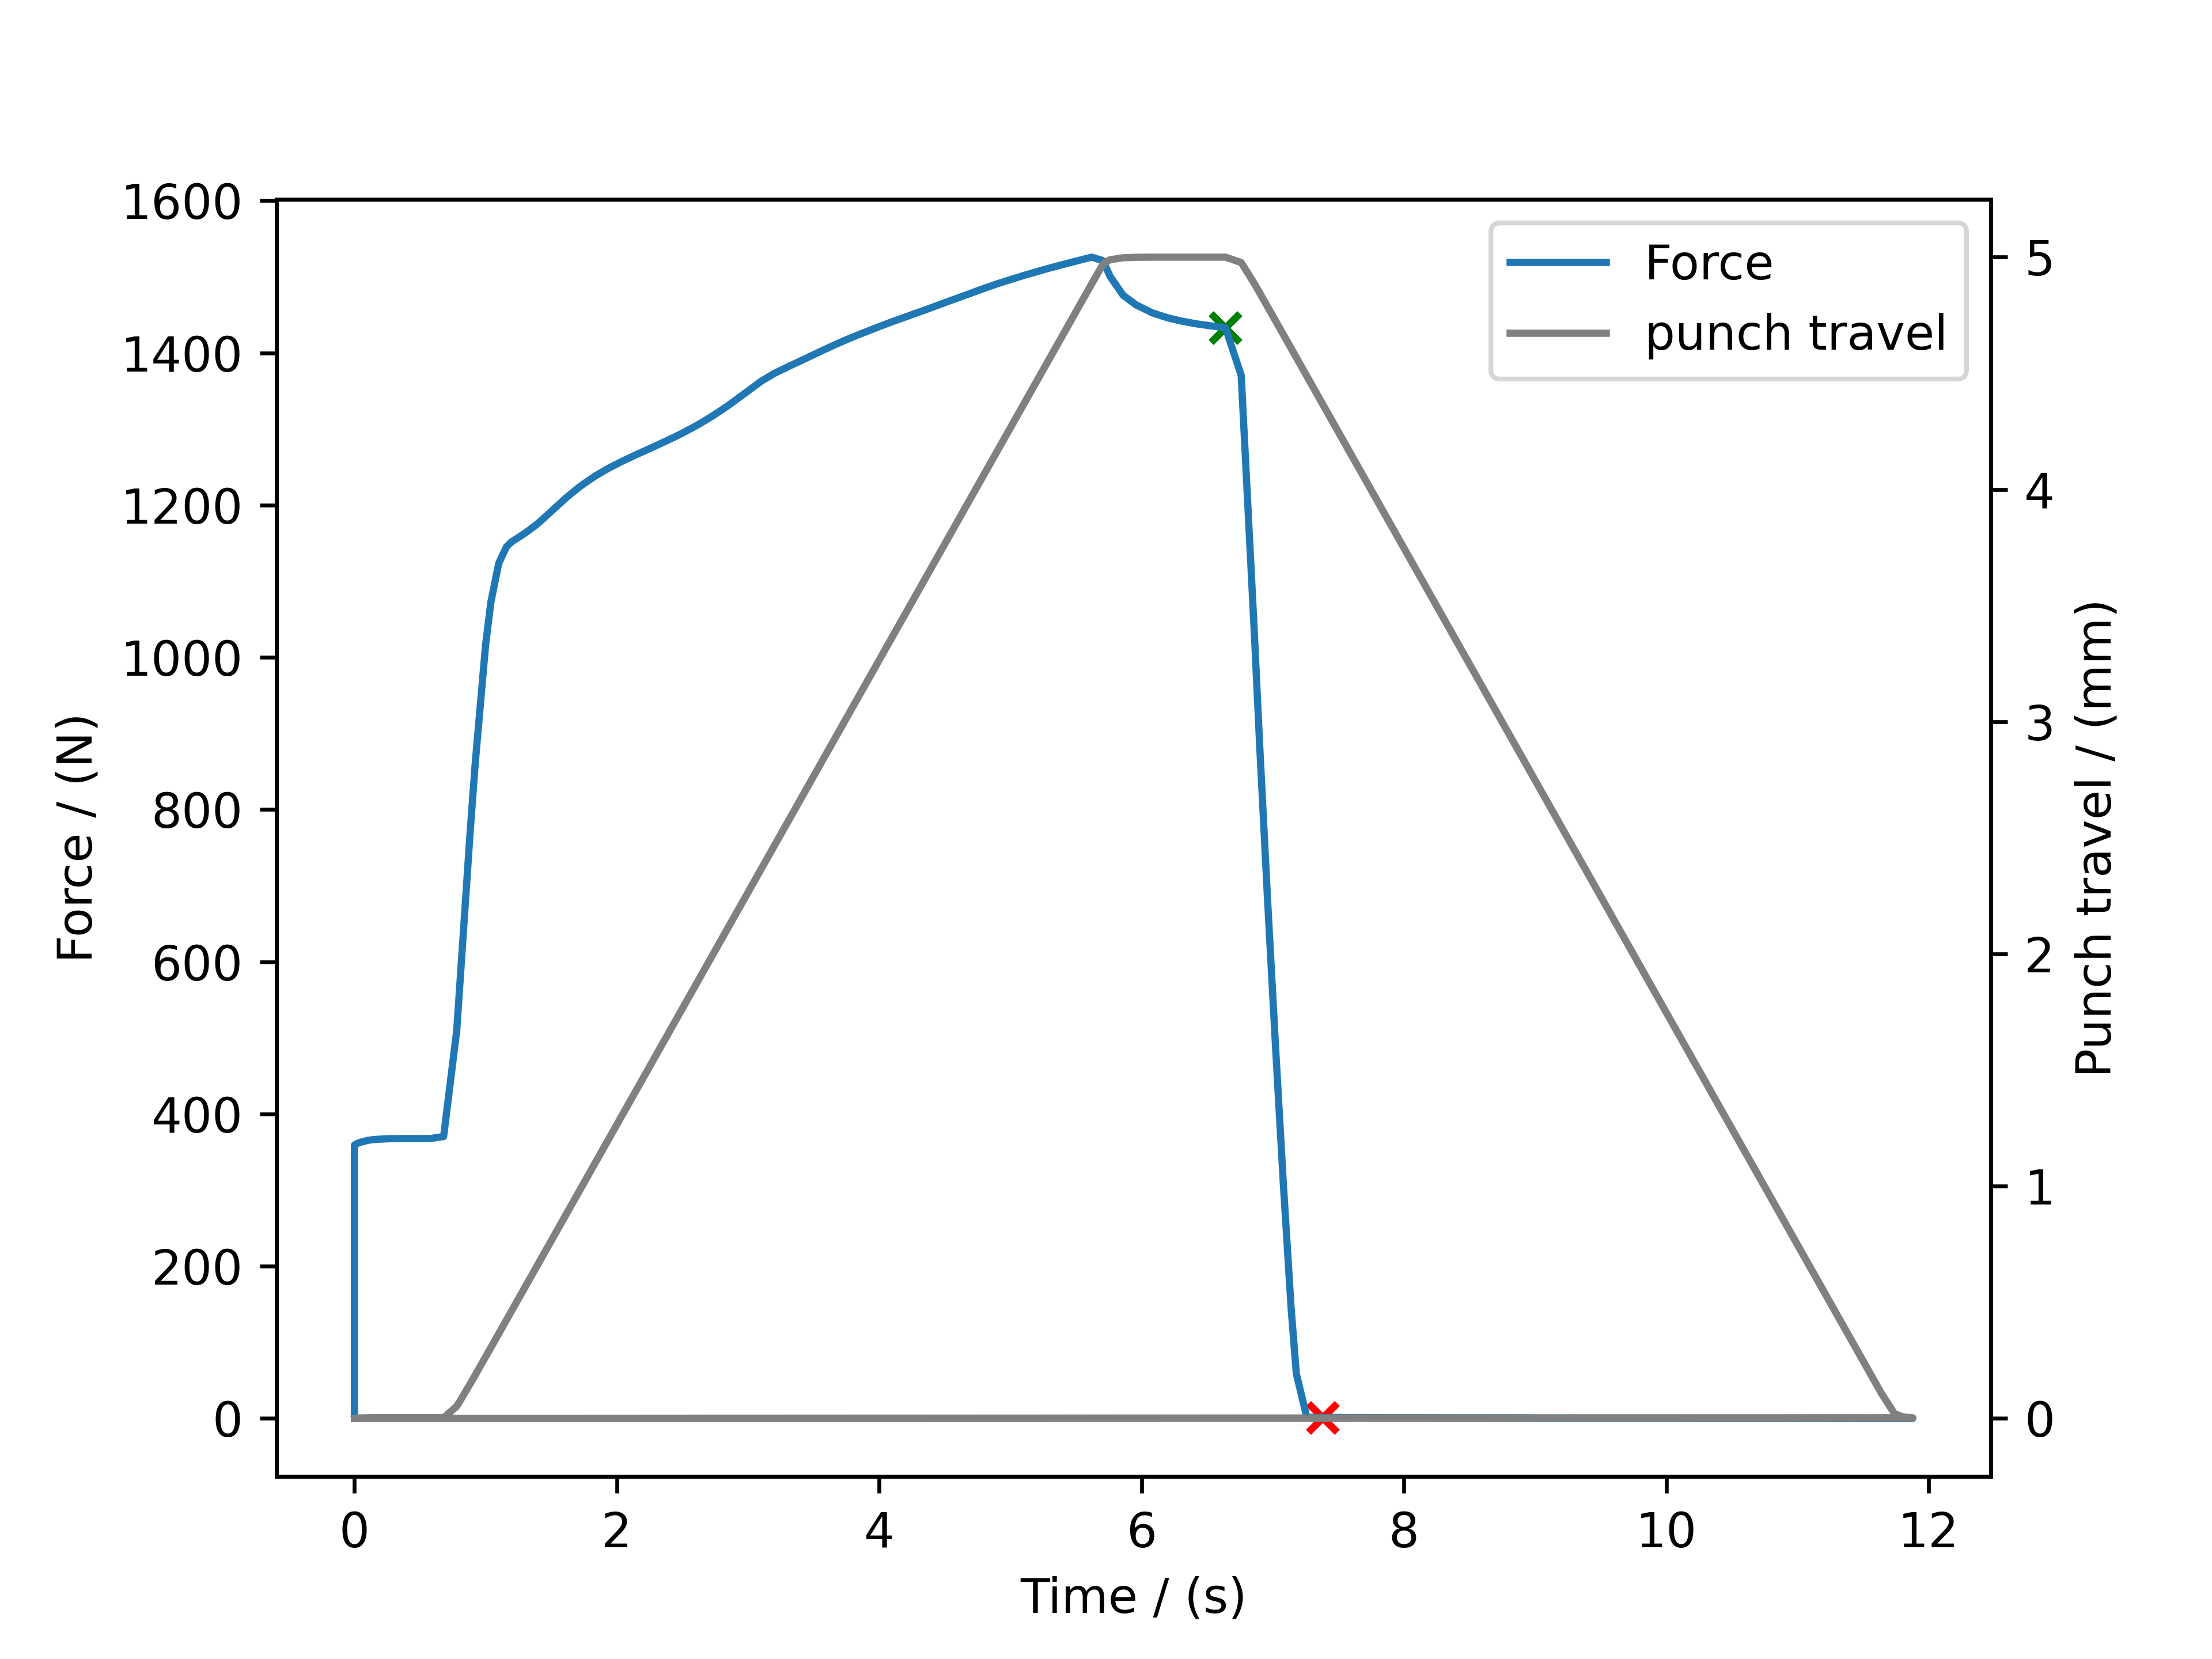 1600
1400
1200
1000
800
600
400
200
0
Force / (N)
0 2 4 6 8 10 12
Time / (s)
5
4
3
2
1
0
Punch travel / (mm)
Force
punch travel